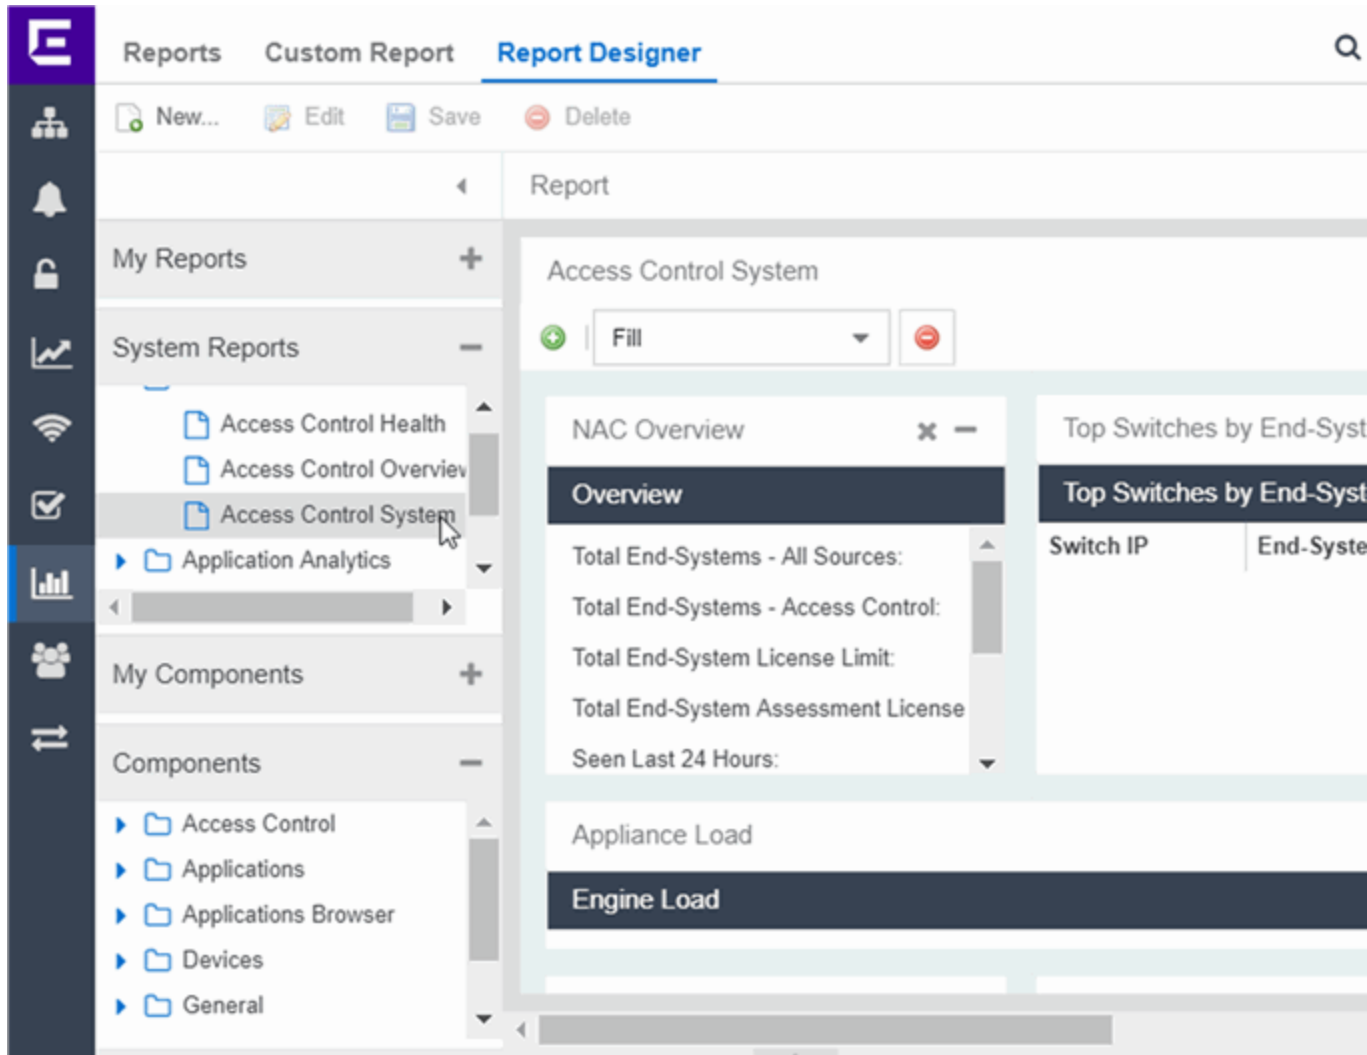 Reports Custom Report Report Designer
New... Edit Save Delete
Report
My Reports
System Reports
Access Control Health
Access Control Overview
Access Control System
Application Analytics
My Components
Components
Access Control
Applications
Applications Browser
Devices
General
Access Control System
Fill
NAC Overview
Overview
Total End-Systems - All Sources:
Total End-Systems - Access Control:
Total End-System License Limit:
Total End-System Assessment License
Seen Last 24 Hours:
Top Switches by End-Syst
Top Switches by End-Syst
Switch IP End-Syste
Appliance Load
Engine Load